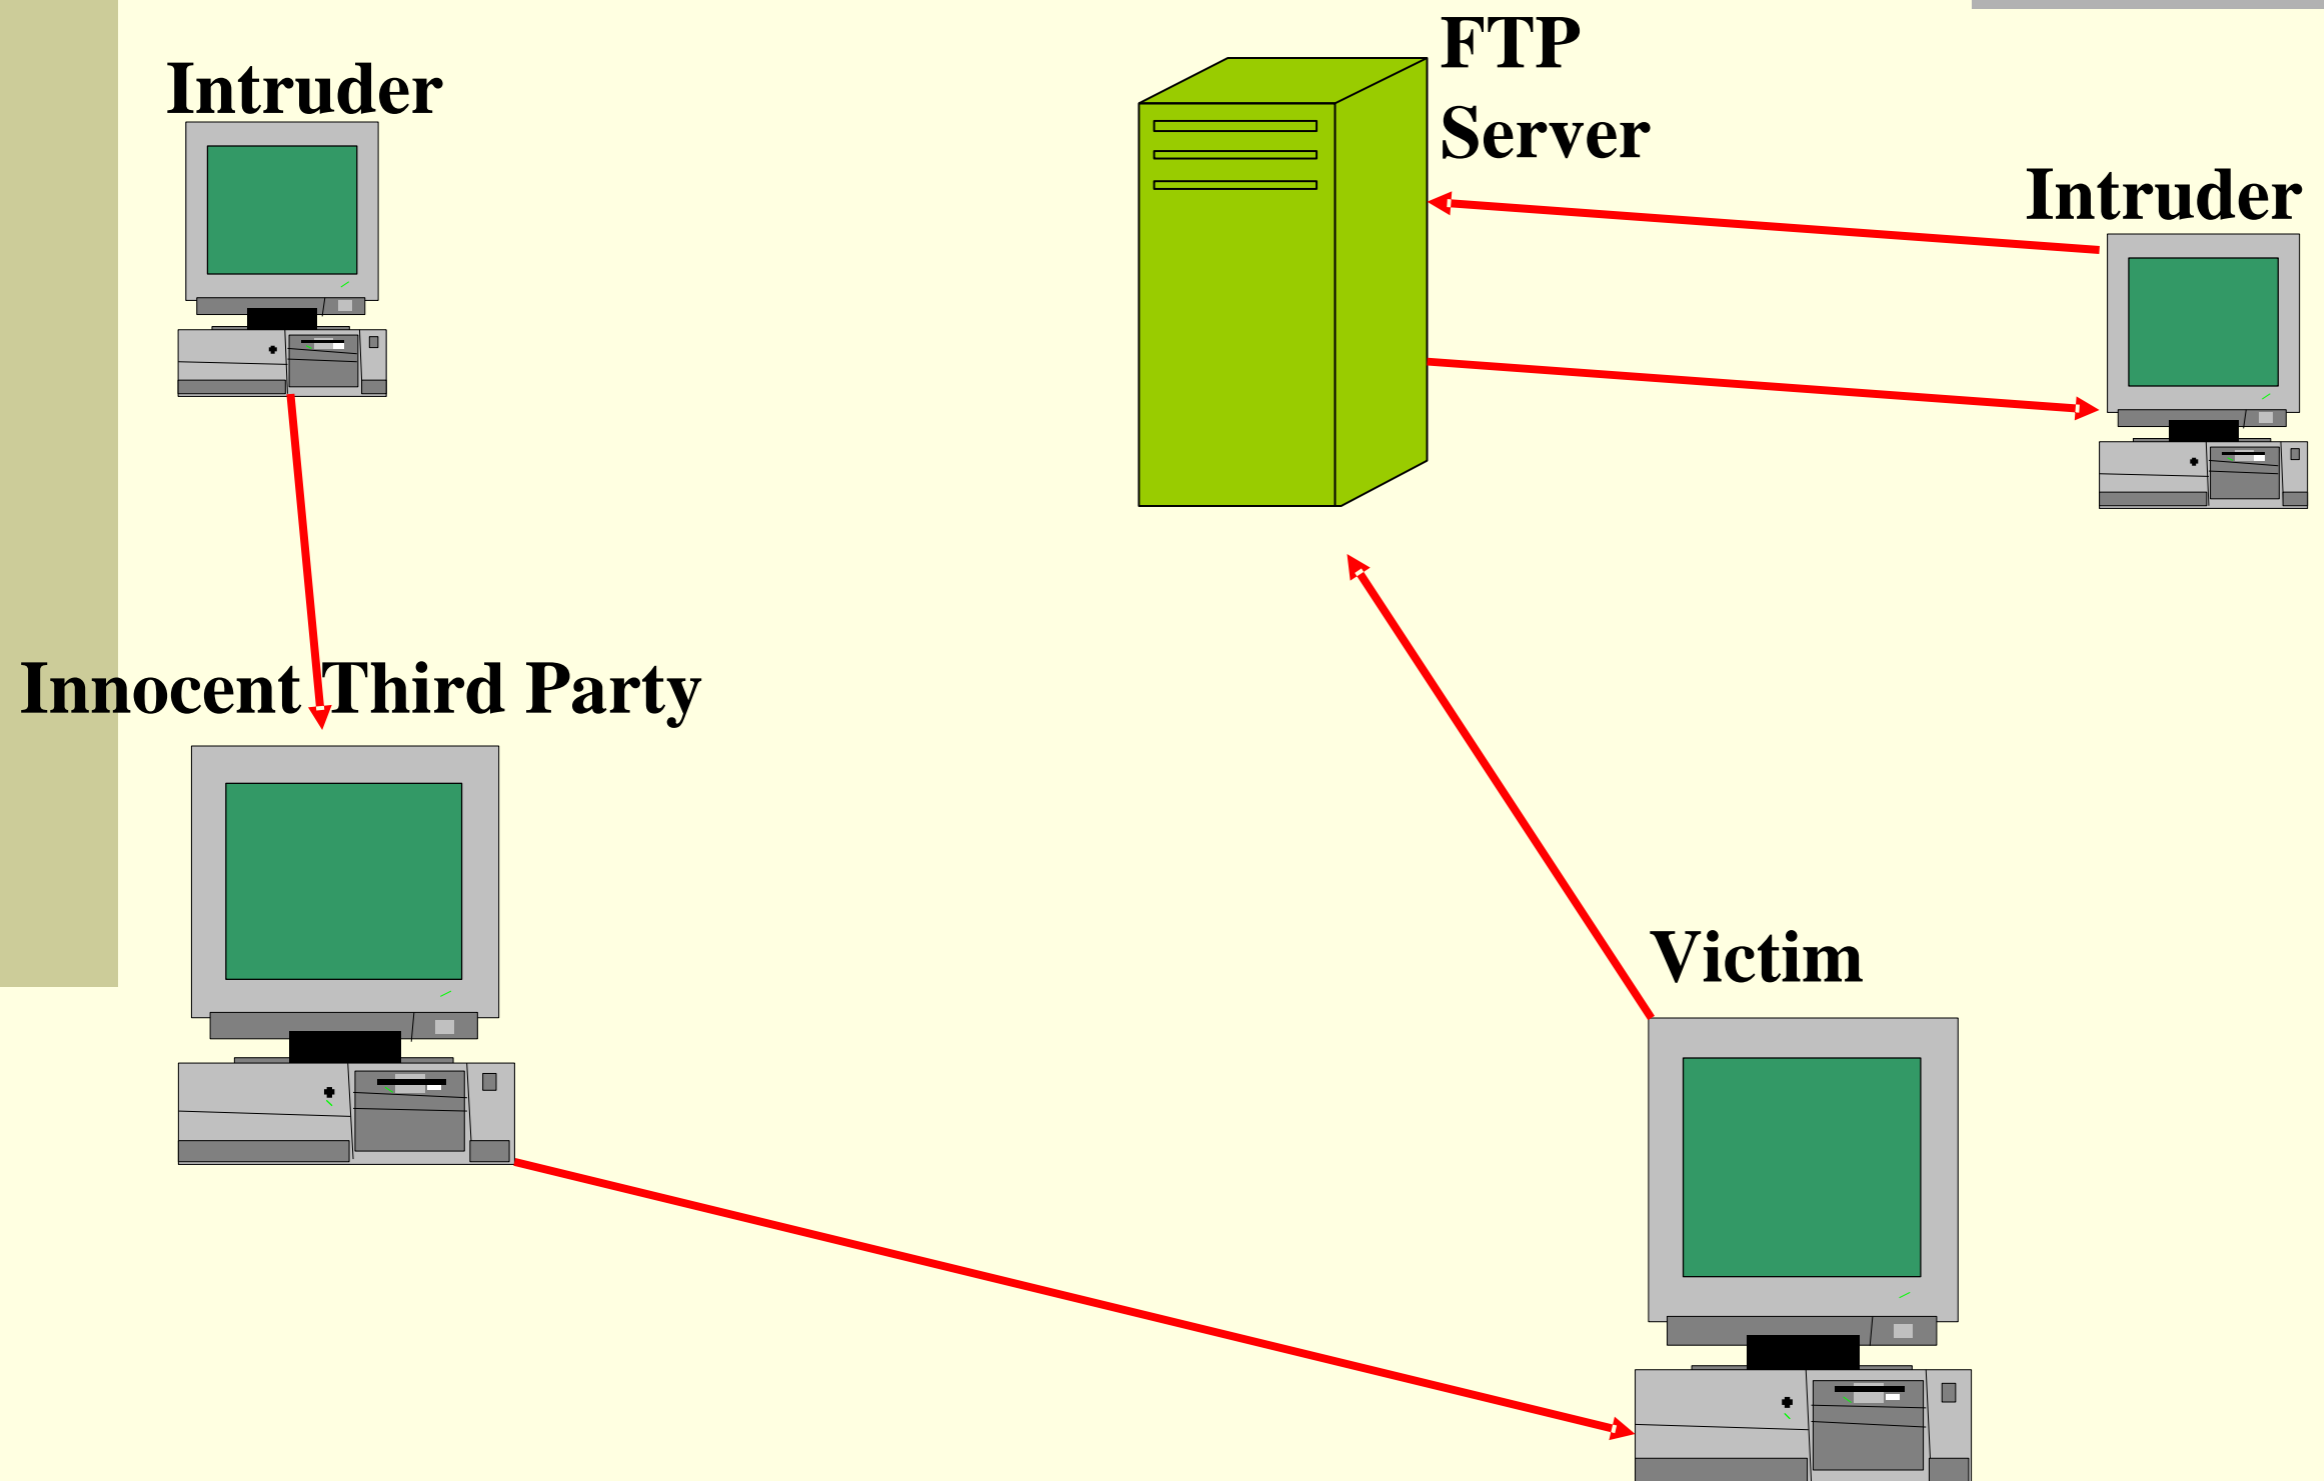 FTP
Server
Intruder
Intruder
Innocent Third Party
Victim